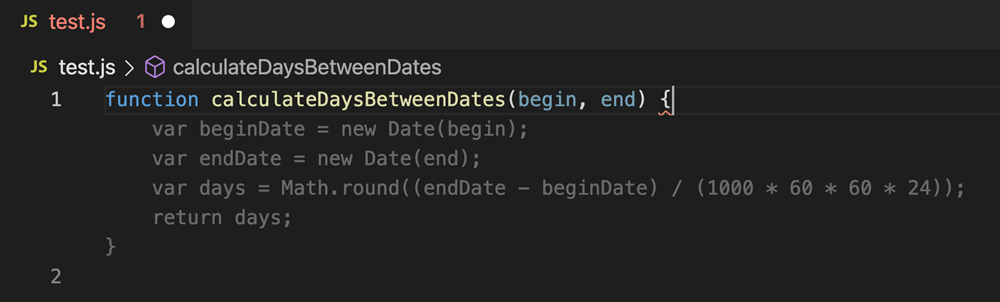 JS test.js 1
JS test.js > calculateDaysBetweenDates
1 function calculateDaysBetweenDates(begin, end) {
var beginDate = new Date(begin);
var endDate = new Date(end);
var days = Math.round((endDate - beginDate) / (1000 * 60 * 60 * 24));
return days;
}
2